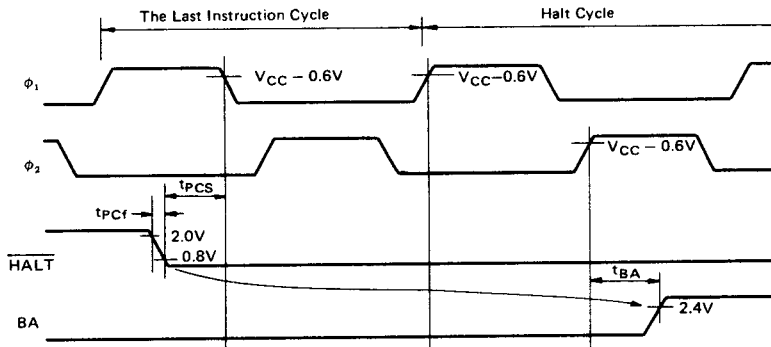 The Last Instruction Cycle
Halt Cycle
ϕ1
VCC − 0.6V
VCC−0.6V
ϕ2
VCC − 0.6V
tPCS
tPCf
2.0V
0.8V
HALT
tBA
BA
2.4V